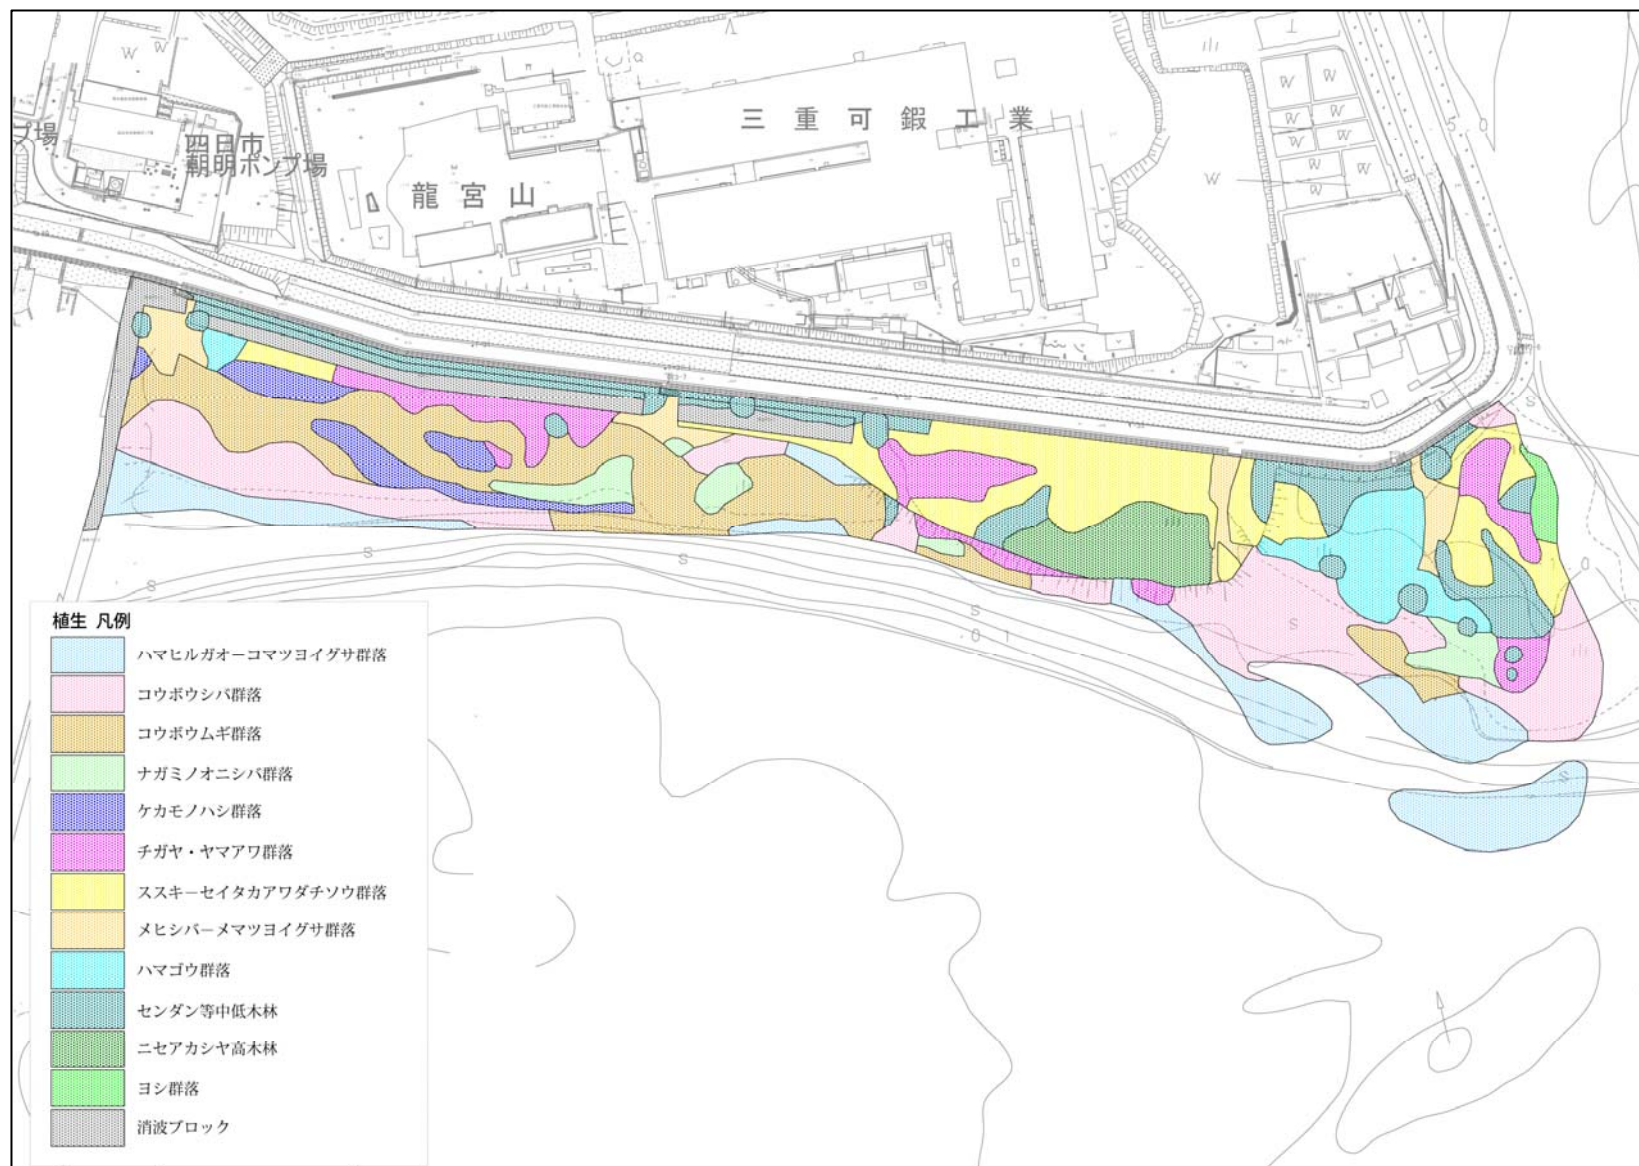 三重可鍛工業
プ場
四日市
朝明ポンプ場
龍宮山
植生 凡例
ハマヒルガオーコマツヨイグサ群落
コウボウシバ群落
コウボウムギ群落
ナガミノオニシバ群落
ケカモノハシ群落
チガヤ・ヤマアワ群落
ススキーセイタカアワダチソウ群落
メヒシバーメマツヨイグサ群落
ハマゴウ群落
センダン等中低木林
ニセアカシヤ高木林
ヨシ群落
消波ブロック